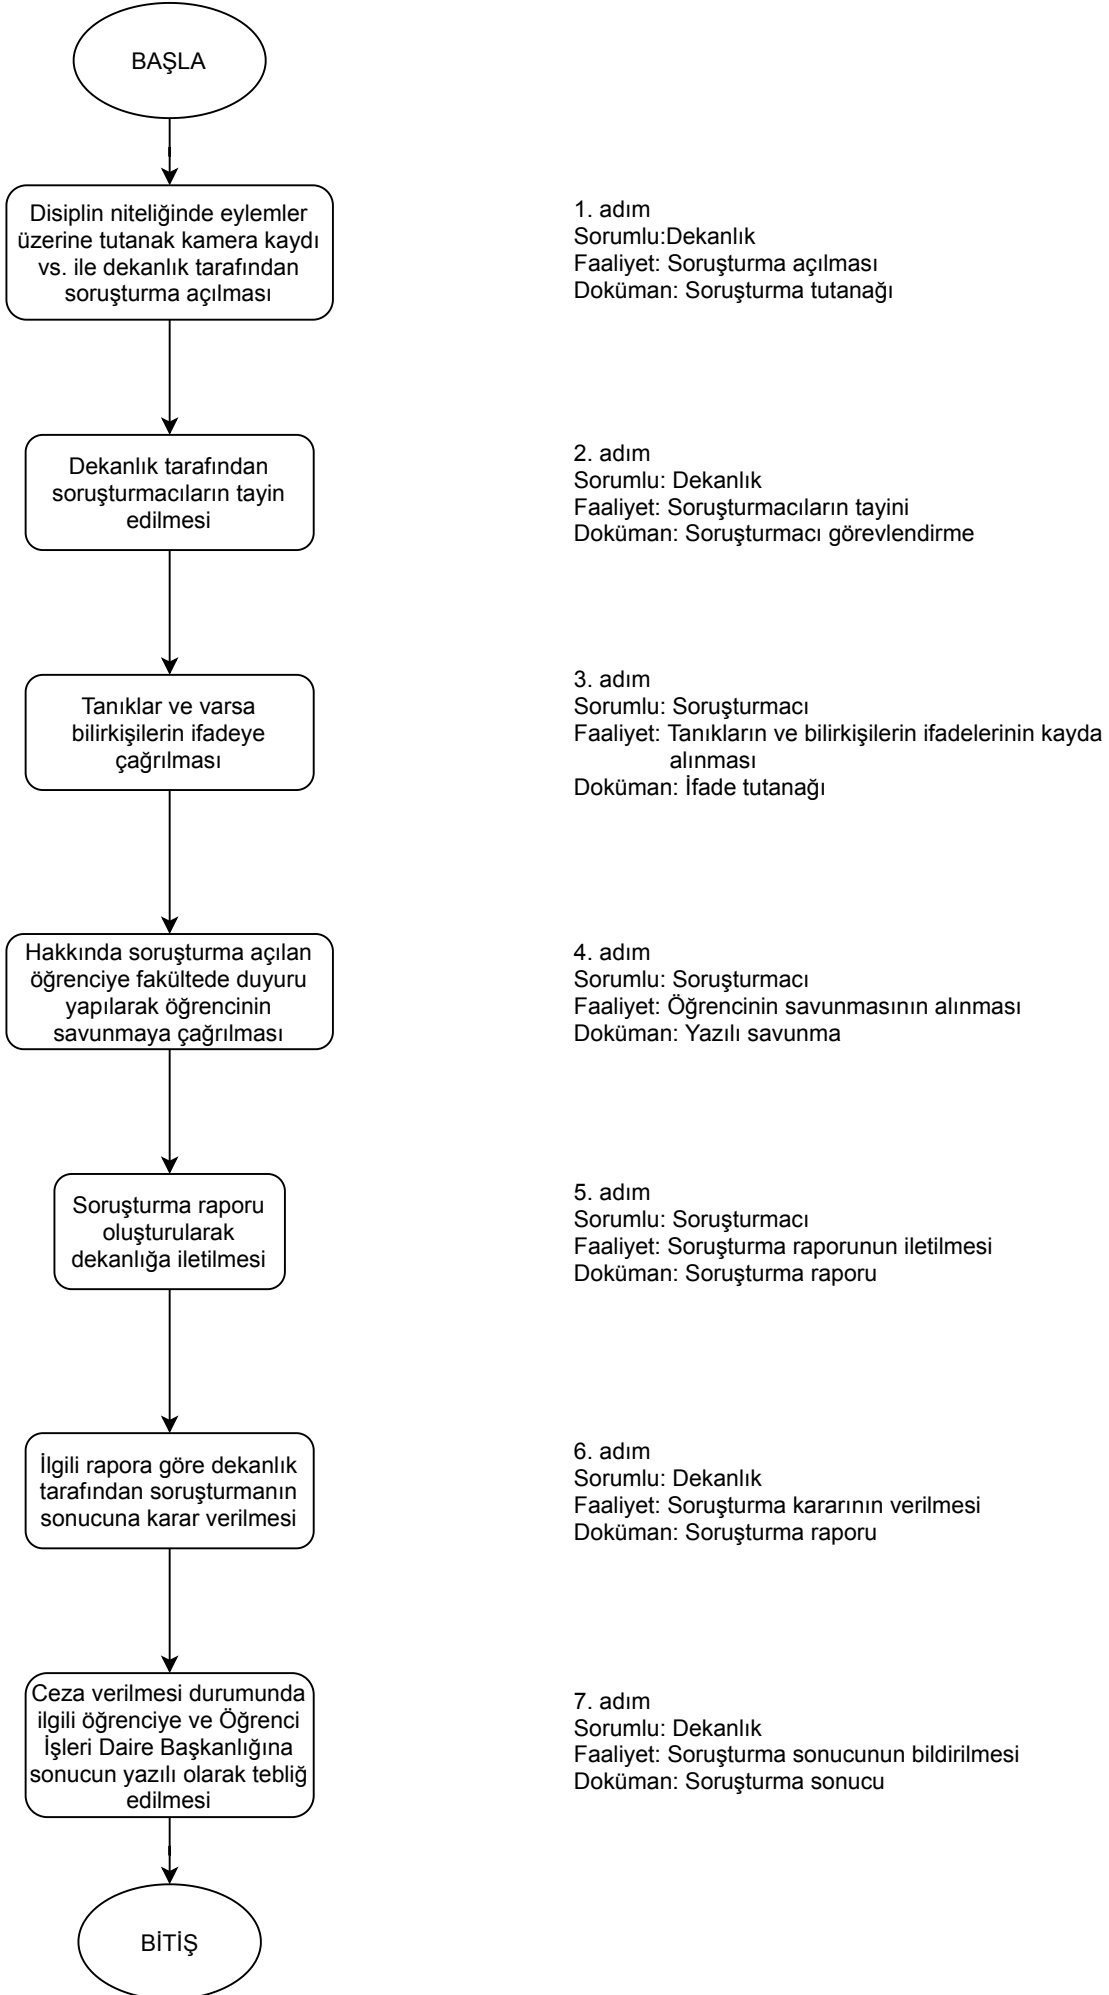 BAŞLA
Disiplin niteliğinde eylemler
üzerine tutanak kamera kaydı
vs. ile dekanlık tarafından
soruşturma açılması
1. adım
Sorumlu:Dekanlık
Faaliyet: Soruşturma açılması
Doküman: Soruşturma tutanağı
Dekanlık tarafından
soruşturmacıların tayin
edilmesi
2. adım
Sorumlu: Dekanlık
Faaliyet: Soruşturmacıların tayini
Doküman: Soruşturmacı görevlendirme
Tanıklar ve varsa
bilirkişilerin ifadeye
çağrılması
3. adım
Sorumlu: Soruşturmacı
Faaliyet: Tanıkların ve bilirkişilerin ifadelerinin kayda
alınması
Doküman: İfade tutanağı
Hakkında soruşturma açılan
öğrenciye fakültede duyuru
yapılarak öğrencinin
savunmaya çağrılması
4. adım
Sorumlu: Soruşturmacı
Faaliyet: Öğrencinin savunmasının alınması
Doküman: Yazılı savunma
Soruşturma raporu
oluşturularak
dekanlığa iletilmesi
5. adım
Sorumlu: Soruşturmacı
Faaliyet: Soruşturma raporunun iletilmesi
Doküman: Soruşturma raporu
İlgili rapora göre dekanlık
tarafından soruşturmanın
sonucuna karar verilmesi
6. adım
Sorumlu: Dekanlık
Faaliyet: Soruşturma kararının verilmesi
Doküman: Soruşturma raporu
Ceza verilmesi durumunda
ilgili öğrenciye ve Öğrenci
İşleri Daire Başkanlığına
sonucun yazılı olarak tebliğ
edilmesi
7. adım
Sorumlu: Dekanlık
Faaliyet: Soruşturma sonucunun bildirilmesi
Doküman: Soruşturma sonucu
BİTİŞ